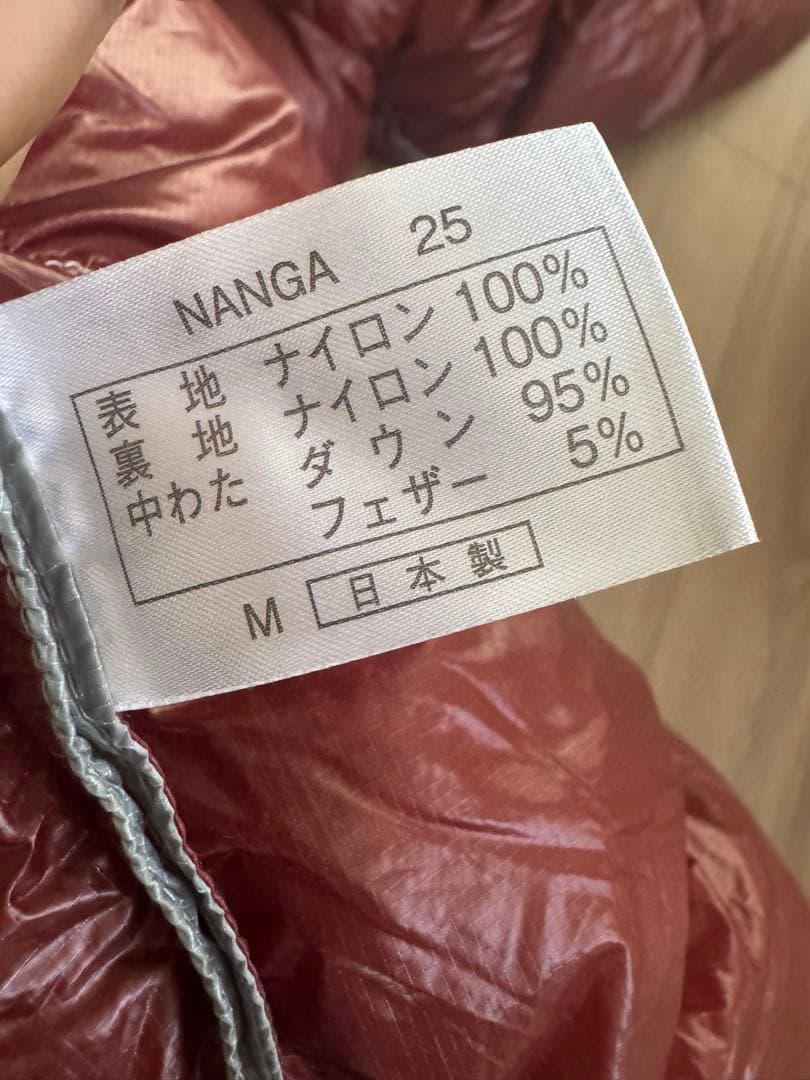 NANGA 25
表地 ナイロン 100%
裏地 ナイロン 100%
中わた ダウン 95%
フェザー 5%
M 日本製